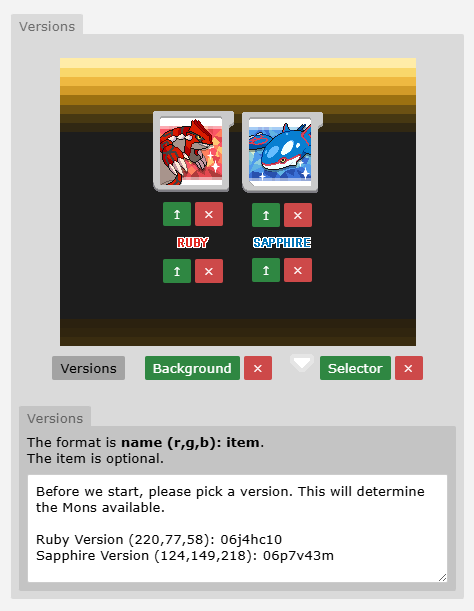 Versions
RUBY
SAPPHIRE
Versions
Background
Selector
Versions
The format is name (r,g,b): item.
The item is optional.
Before we start, please pick a version. This will determine
the Mons available.
Ruby Version (220,77,58): 06j4hc10
Sapphire Version (124,149,218): 06p7v43m